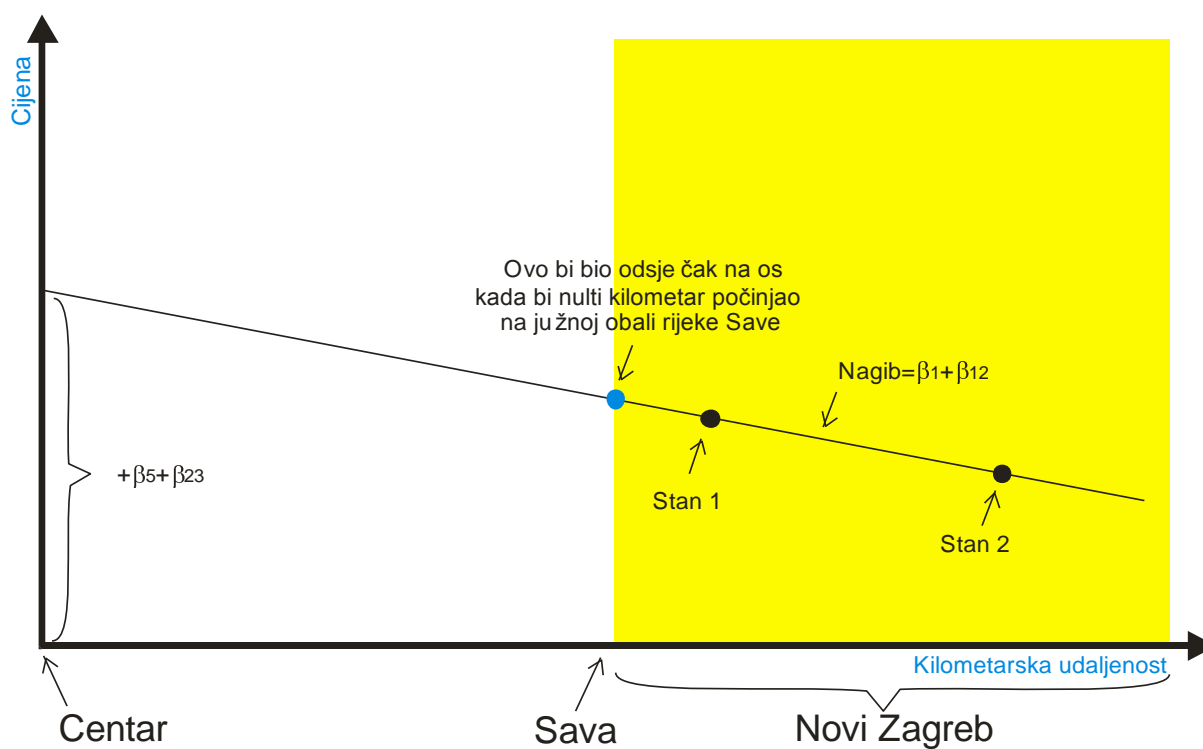 Cijena
Ovo bi bio odsje čak na os
kada bi nulti kilometar počinjao
na ju žnoj obali rijeke Save
Nagib=β1+β12
+β5+β23
Stan 1
Stan 2
Kilometarska udaljenost
Centar
Sava
Novi Zagreb